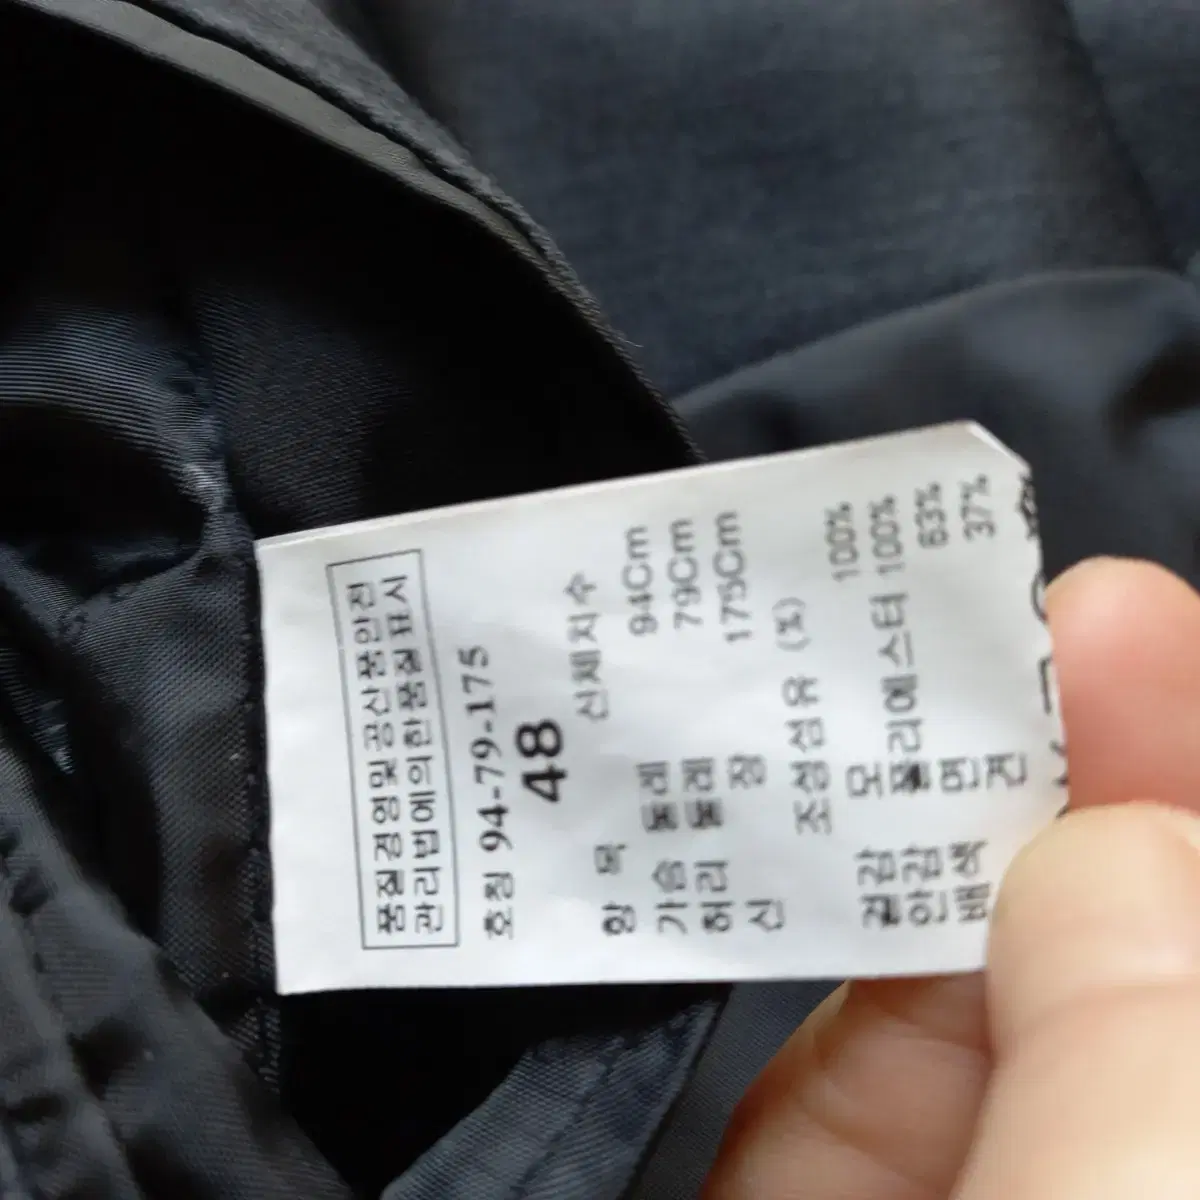 품질경영및공산품안전
관리법에의한품질표시
호칭 94-79-175
48
항 목 신체치수
가슴둘레 94Cm
허리둘레 79Cm
신 장 175Cm
조성섬유 (%)
겉감 모 100%
안감 폴리에스터 100%
배색 면 63%
견 37%